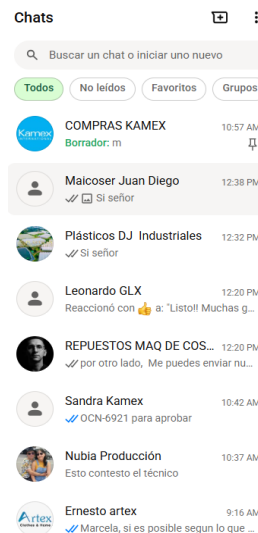 Chats
Buscar un chat o iniciar uno nuevo
Todos No leídos Favoritos Grupos
Kamex
INTERNATIONAL
COMPRAS KAMEX 10:57 AM
Borrador: m
Maicoser Juan Diego 12:38 PM
Si señor
Plásticos DJ Industriales 12:32 PM
Si señor
Leonardo GLX 12:20 PM
Reaccionó con 👍 a: "Listo!! Muchas g...
REPUESTOS MAQ DE COS... 12:20 PM
por otro lado, Me puedes enviar nu...
Sandra Kamex 10:42 AM
OCN-6921 para aprobar
Nubia Producción 10:37 AM
Esto contesto el técnico
Artex
Ernesto artex 9:16 AM
Marcela, si es posible segun lo que ...